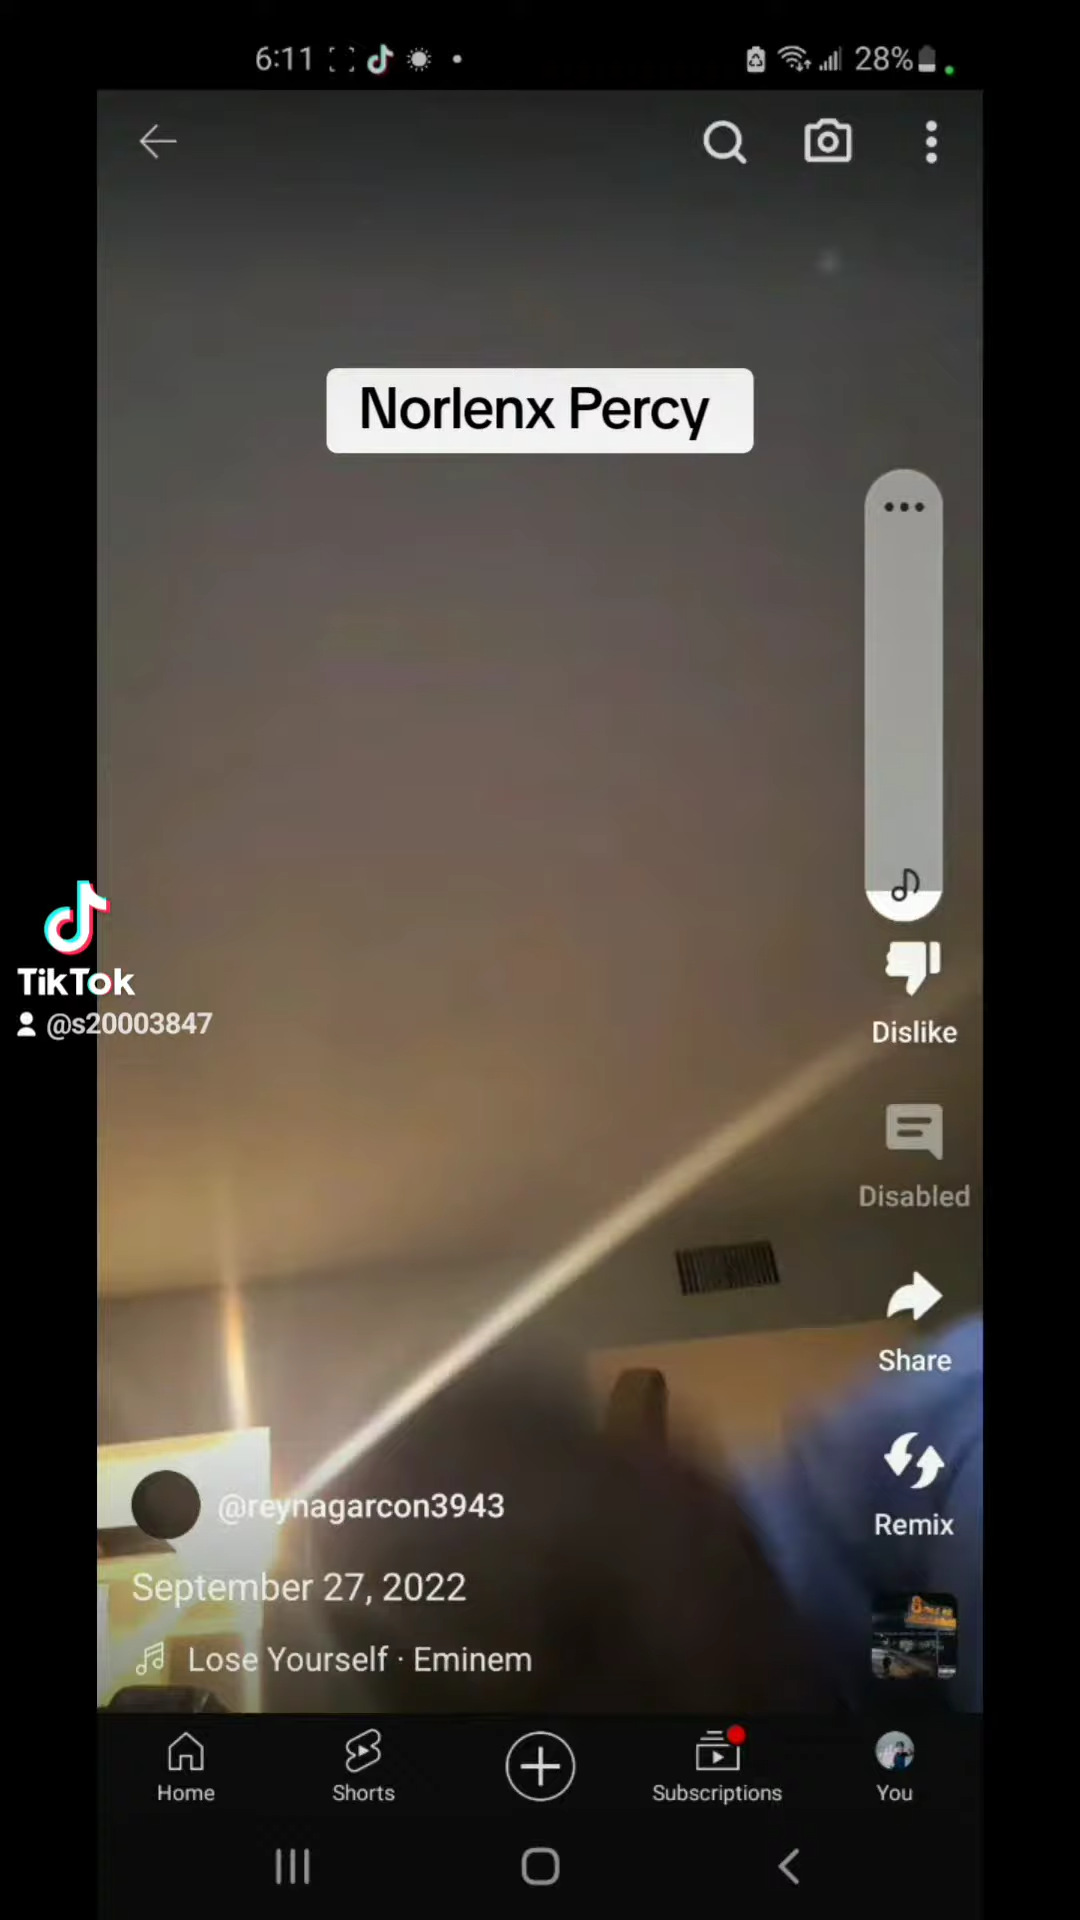 6:11
28%
Norlenx Percy
TikTok
@s20003847
Dislike
Disabled
Share
Remix
@reynagarcon3943
September 27, 2022
Lose Yourself · Eminem
Home
Shorts
Subscriptions
You